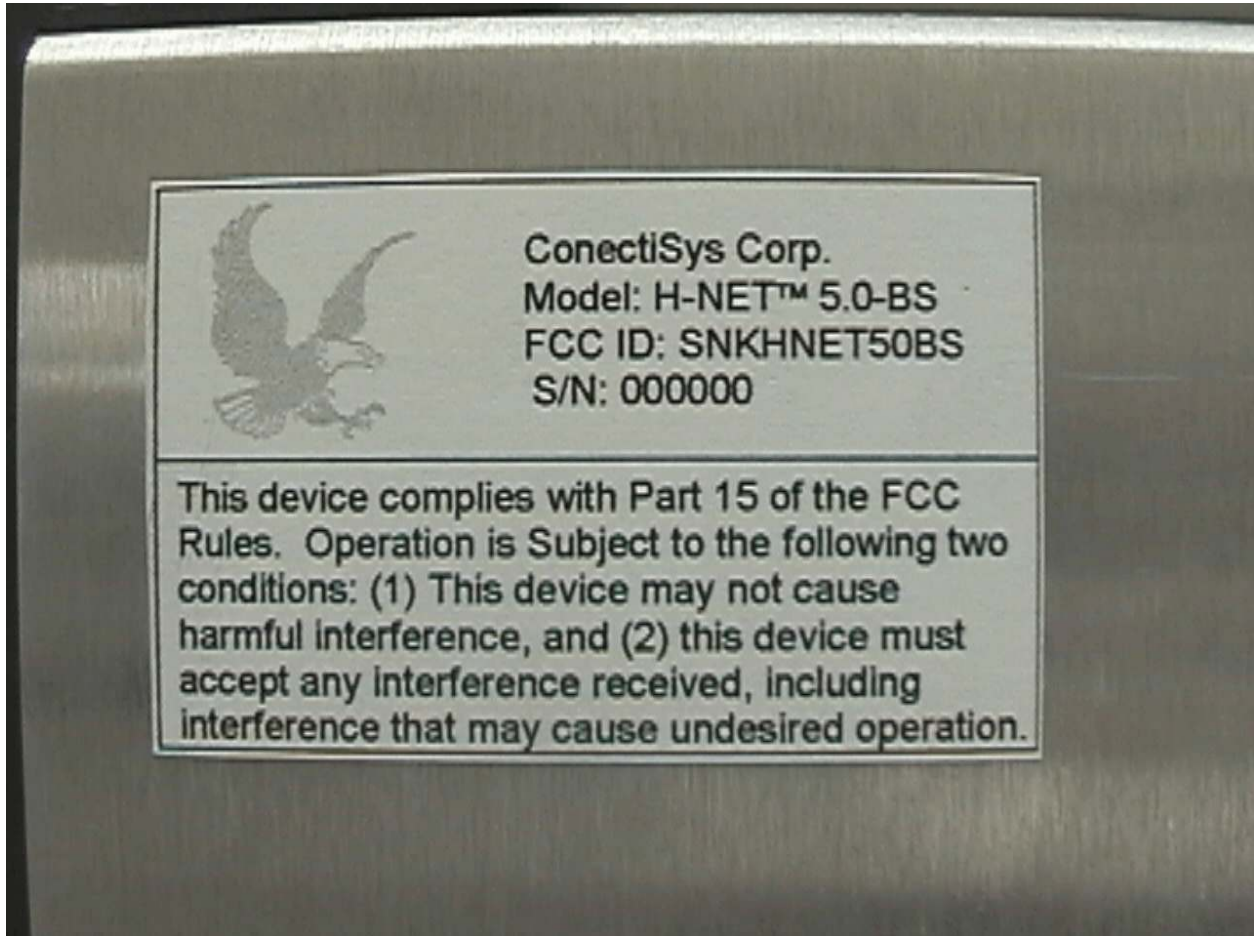 ConectiSys Corp.
Model: H-NET™ 5.0-BS
FCC ID: SNKHNET50BS
S/N: 000000
This device complies with Part 15 of the FCC
Rules.  Operation is Subject to the following two
conditions: (1) This device may not cause
harmful interference, and (2) this device must
accept any interference received, including
interference that may cause undesired operation.